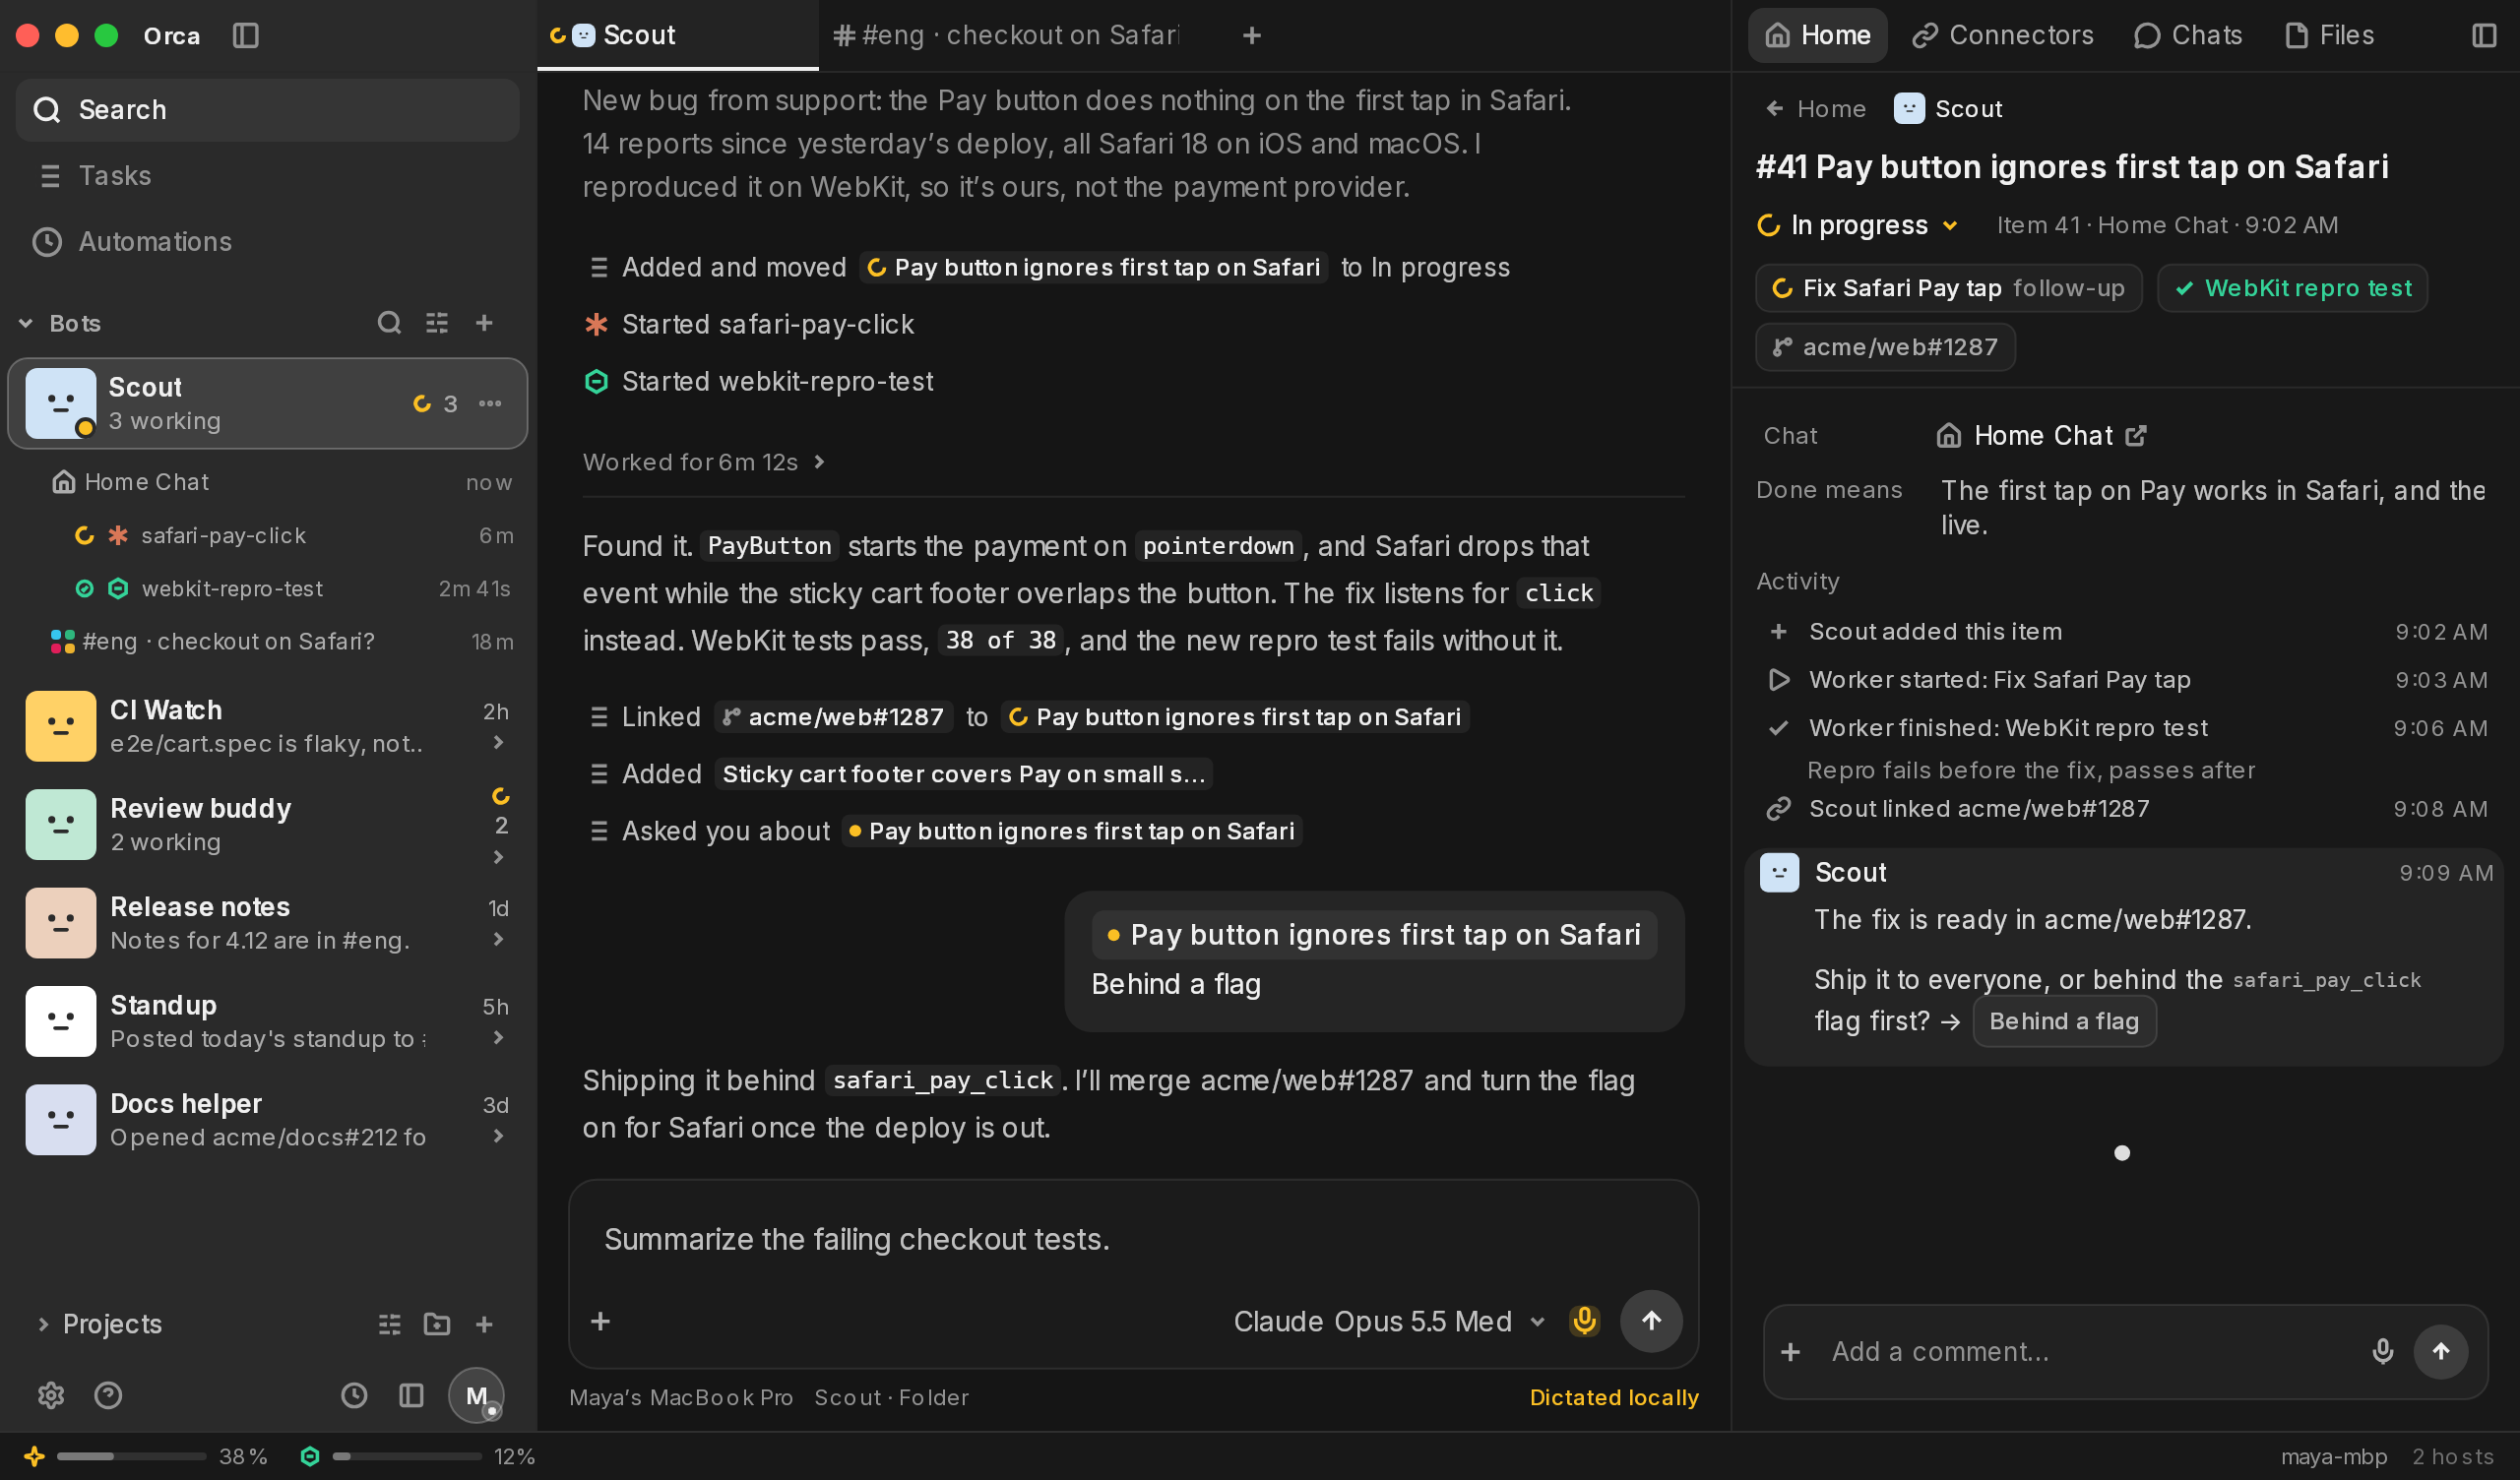 Orca
Search
Tasks
Automations
Bots
Scout
3 working
3
Home Chat
now
safari-pay-click
6m
webkit-repro-test
2m 41s
#eng · checkout on Safari?
18m
CI Watch
2h
e2e/cart.spec is flaky, not..
Review buddy
2 working
2
Release notes
1d
Notes for 4.12 are in #eng.
Standup
5h
Posted today's standup to
Docs helper
3d
Opened acme/docs#212 fo
Projects
M
38%
12%
Scout
#eng · checkout on Safari
New bug from support: the Pay button does nothing on the first tap in Safari.
14 reports since yesterday’s deploy, all Safari 18 on iOS and macOS. I
reproduced it on WebKit, so it’s ours, not the payment provider.
Added and moved Pay button ignores first tap on Safari to In progress
Started safari-pay-click
Started webkit-repro-test
Worked for 6m 12s
Found it. PayButton starts the payment on pointerdown, and Safari drops that
event while the sticky cart footer overlaps the button. The fix listens for click
instead. WebKit tests pass, 38 of 38, and the new repro test fails without it.
Linked acme/web#1287 to Pay button ignores first tap on Safari
Added Sticky cart footer covers Pay on small s...
Asked you about Pay button ignores first tap on Safari
Pay button ignores first tap on Safari
Behind a flag
Shipping it behind safari_pay_click. I’ll merge acme/web#1287 and turn the flag
on for Safari once the deploy is out.
Summarize the failing checkout tests.
Claude Opus 5.5 Med
Maya’s MacBook Pro
Scout · Folder
Dictated locally
Home
Connectors
Chats
Files
Home
Scout
#41 Pay button ignores first tap on Safari
In progress
Item 41 · Home Chat · 9:02 AM
Fix Safari Pay tap follow-up
WebKit repro test
acme/web#1287
Chat
Home Chat
Done means
The first tap on Pay works in Safari, and the
live.
Activity
Scout added this item
9:02 AM
Worker started: Fix Safari Pay tap
9:03 AM
Worker finished: WebKit repro test
9:06 AM
Repro fails before the fix, passes after
Scout linked acme/web#1287
9:08 AM
Scout
9:09 AM
The fix is ready in acme/web#1287.
Ship it to everyone, or behind the safari_pay_click
flag first? → Behind a flag
Add a comment...
maya-mbp
2 hosts